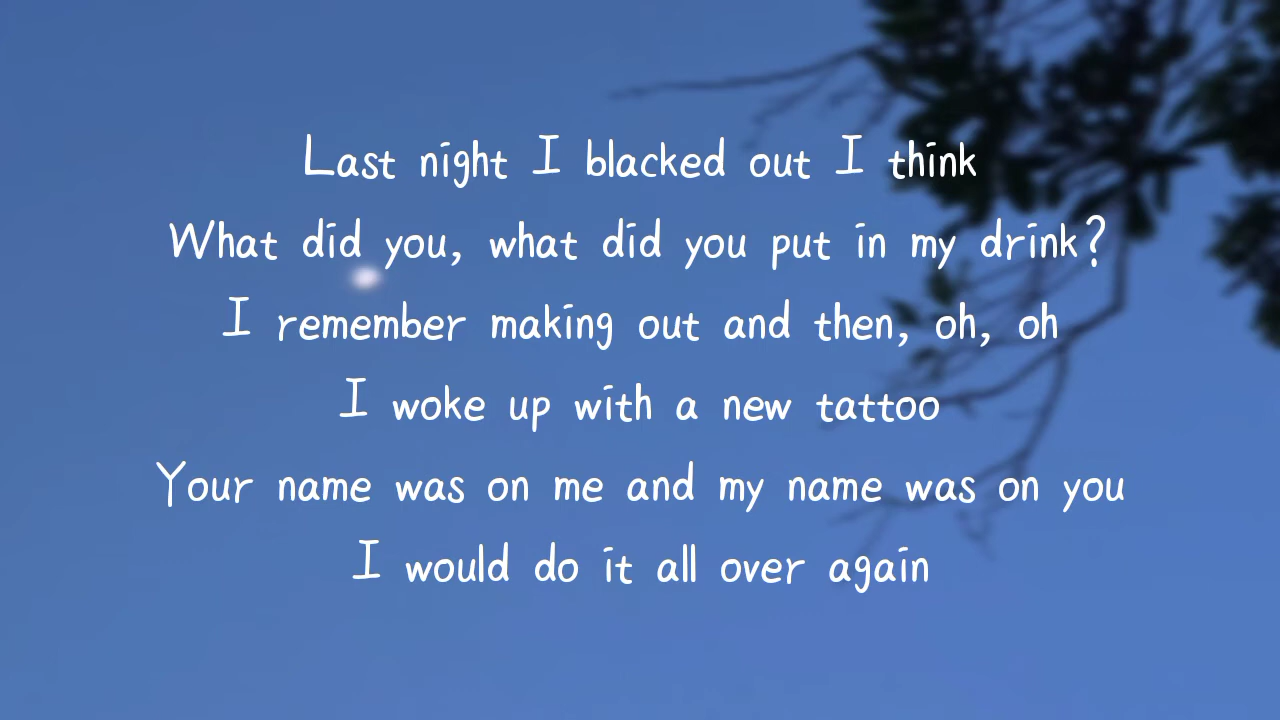 Last night I blacked out I think
What did you, what did you put in my drink?
I remember making out and then, oh, oh
I woke up with a new tattoo
Your name was on me and my name was on you
I would do it all over again